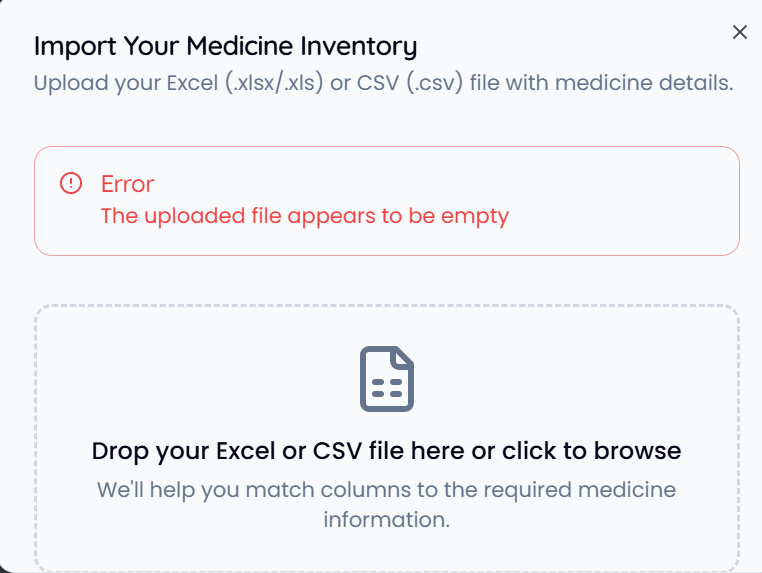 Import Your Medicine Inventory
Upload your Excel (.xlsx/.xls) or CSV (.csv) file with medicine details.
Error
The uploaded file appears to be empty
Drop your Excel or CSV file here or click to browse
We'll help you match columns to the required medicine
information.